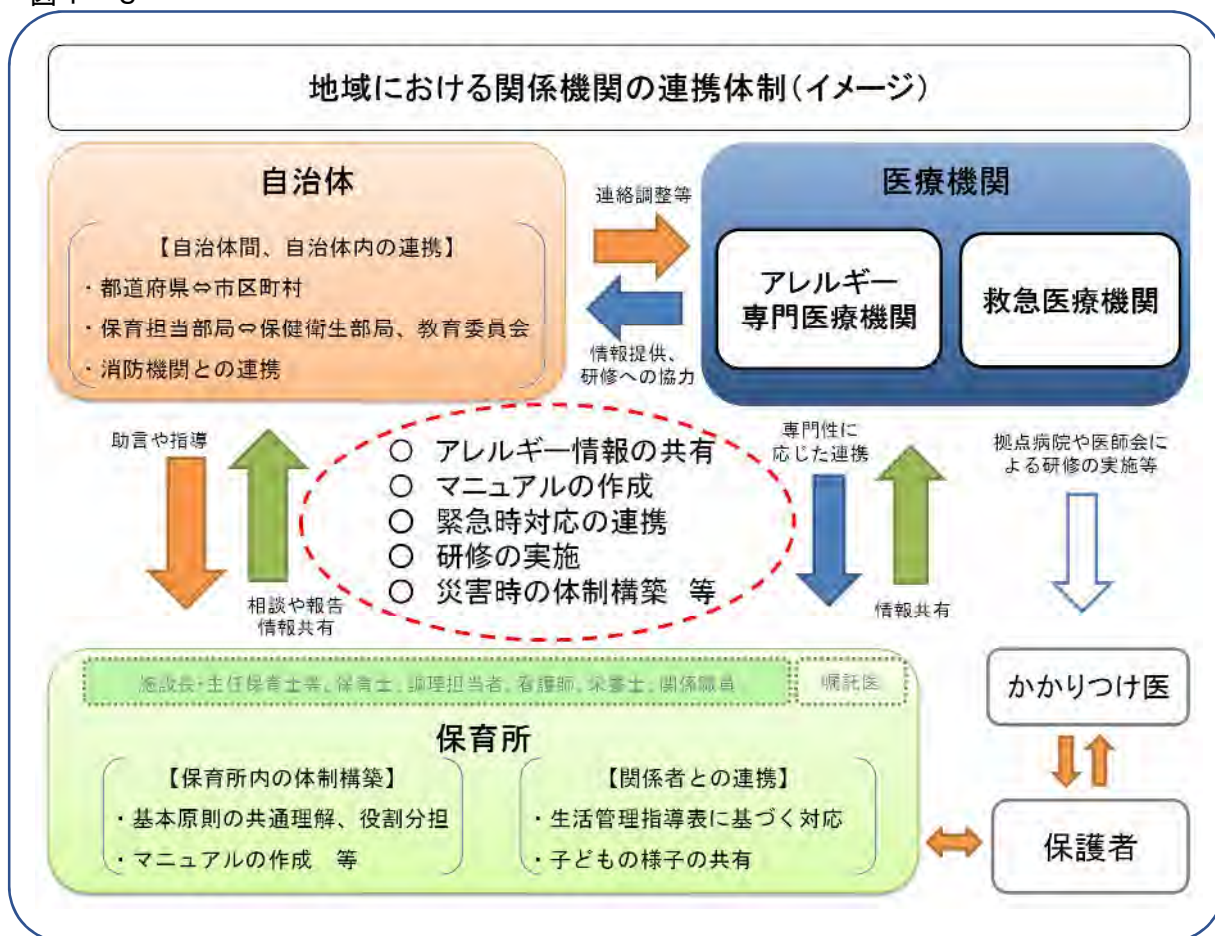 地域における関係機関の連携体制(イメージ)
自治体
【自治体間、自治体内の連携】
・都道府県⇔市区町村
・保育担当部局⇔保健衛生部局、教育委員会
・消防機関との連携
連絡調整等
情報提供、
研修への協力
医療機関
アレルギー
専門医療機関
救急医療機関
助言や指導
相談や報告
情報共有
○ アレルギー情報の共有
○ マニュアルの作成
○ 緊急時対応の連携
○ 研修の実施
○ 災害時の体制構築 等
専門性に
応じた連携
情報共有
拠点病院や医師会に
よる研修の実施等
施設長・主任保育士等、保育士、調理担当者、看護師、栄養士、関係職員
嘱託医
保育所
【保育所内の体制構築】
・基本原則の共通理解、役割分担
・マニュアルの作成 等
【関係者との連携】
・生活管理指導表に基づく対応
・子どもの様子の共有
かかりつけ医
保護者